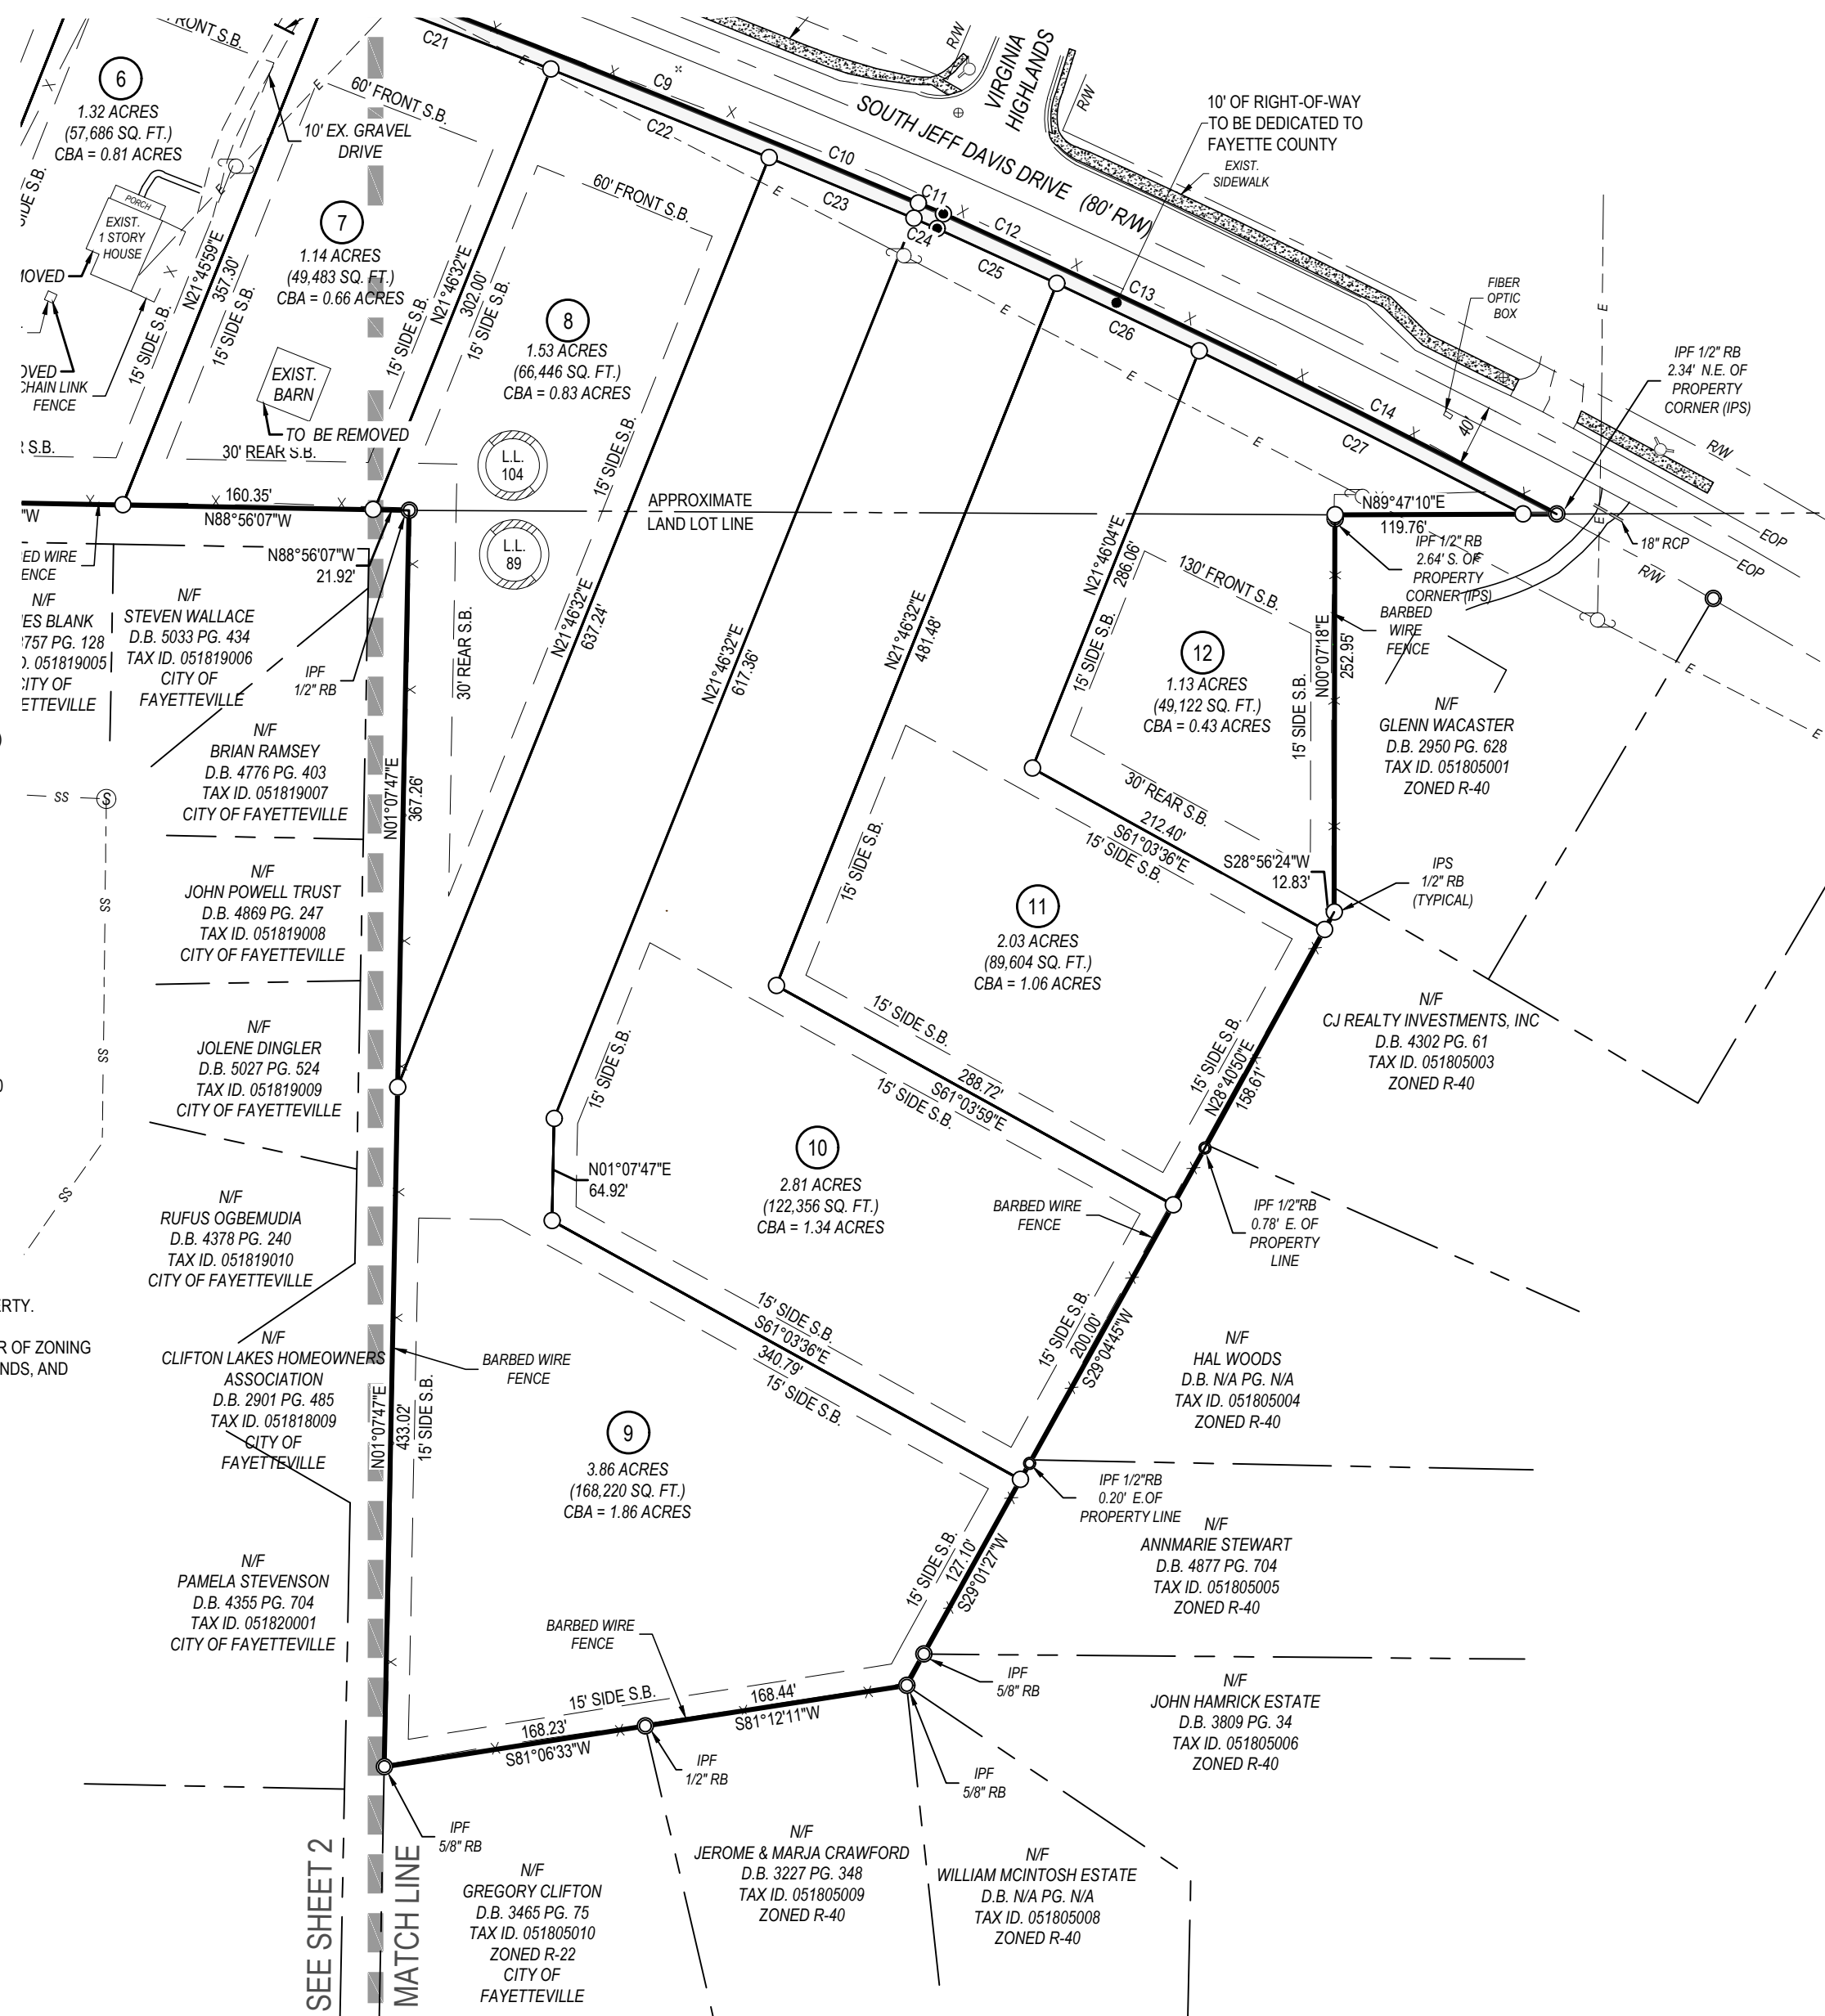 FRONT S.B.
C21
60' FRONT S.B.
6
1.32 ACRES
(57,686 SQ. FT.)
CBA = 0.81 ACRES
10' EX. GRAVEL
DRIVE
PORCH
EXIST.
1 STORY
HOUSE
MOVED
OVED
CHAIN LINK
FENCE
R S.B.
SIDE S.B.
N21°45'59"E
357.30'
15' SIDE S.B.
15' SIDE S.B.
7
1.14 ACRES
(49,483 SQ. FT.)
CBA = 0.66 ACRES
EXIST.
BARN
TO BE REMOVED
30' REAR S.B.
15' SIDE S.B.
N21°46'32"E
302.00'
15' SIDE S.B.
C9
C22
C10
C23
C11
C24
C12
C25
C13
C26
C14
C27
40'
60' FRONT S.B.
8
1.53 ACRES
(66,446 SQ. FT.)
CBA = 0.83 ACRES
15' SIDE S.B.
L.L.
104
L.L.
89
APPROXIMATE
LAND LOT LINE
SOUTH JEFF DAVIS DRIVE (80' R/W)
VIRGINIA
HIGHLANDS
R/W
R/W
10' OF RIGHT-OF-WAY
TO BE DEDICATED TO
FAYETTE COUNTY
EXIST.
SIDEWALK
FIBER
OPTIC
BOX
IPF 1/2" RB
2.34' N.E. OF
PROPERTY
CORNER (IPS)
R/W
EOP
EOP
R/W
18" RCP
N89°47'10"E
119.76'
IPF 1/2" RB
2.64' S. OF
PROPERTY
CORNER (IPS)
BARBED
WIRE
FENCE
160.35'
N88°56'07"W
"W
N88°56'07"W
21.92'
IPF
1/2" RB
BED WIRE
ENCE
N/F
ES BLANK
757 PG. 128
D. 051819005
CITY OF
ETTEVILLE
N/F
STEVEN WALLACE
D.B. 5033 PG. 434
TAX ID. 051819006
CITY OF
FAYETTEVILLE
N/F
BRIAN RAMSEY
D.B. 4776 PG. 403
TAX ID. 051819007
CITY OF FAYETTEVILLE
N01°07'47"E
367.26'
30' REAR S.B.
N21°46'32"E
637.24'
N21°46'32"E
617.36'
N21°46'32"E
481.48'
N21°46'04"E
286.06'
15' SIDE S.B.
130' FRONT S.B.
12
1.13 ACRES
(49,122 SQ. FT.)
CBA = 0.43 ACRES
15' SIDE S.B.
N00°07'18"E
252.95'
30' REAR S.B.
212.40'
S61°03'36"E
15' SIDE S.B.
S28°56'24"W
12.83'
IPS
1/2" RB
(TYPICAL)
N/F
GLENN WACASTER
D.B. 2950 PG. 628
TAX ID. 051805001
ZONED R-40
SS
S
SS
SS
SS
N/F
JOHN POWELL TRUST
D.B. 4869 PG. 247
TAX ID. 051819008
CITY OF FAYETTEVILLE
15' SIDE S.B.
11
2.03 ACRES
(89,604 SQ. FT.)
CBA = 1.06 ACRES
15' SIDE S.B.
288.72'
S61°03'59"E
15' SIDE S.B.
15' SIDE S.B.
N28°40'50"E
158.61'
N/F
CJ REALTY INVESTMENTS, INC
D.B. 4302 PG. 61
TAX ID. 051805003
ZONED R-40
N/F
JOLENE DINGLER
D.B. 5027 PG. 524
TAX ID. 051819009
CITY OF FAYETTEVILLE
15' SIDE S.B.
N01°07'47"E
64.92'
10
2.81 ACRES
(122,356 SQ. FT.)
CBA = 1.34 ACRES
BARBED WIRE
FENCE
IPF 1/2"RB
0.78' E. OF
PROPERTY
LINE
N/F
RUFUS OGBEMUDIA
D.B. 4378 PG. 240
TAX ID. 051819010
CITY OF FAYETTEVILLE
ERTY.
R OF ZONING
NDS, AND
N/F
CLIFTON LAKES HOMEOWNERS
ASSOCIATION
D.B. 2901 PG. 485
TAX ID. 051818009
CITY OF
FAYETTEVILLE
BARBED WIRE
FENCE
N01°07'47"E
433.02'
15' SIDE S.B.
15' SIDE S.B.
S61°03'36"E
340.79'
15' SIDE S.B.
15' SIDE S.B.
200.00'
S29°04'45"W
N/F
HAL WOODS
D.B. N/A PG. N/A
TAX ID. 051805004
ZONED R-40
9
3.86 ACRES
(168,220 SQ. FT.)
CBA = 1.86 ACRES
IPF 1/2"RB
0.20' E.OF
PROPERTY LINE
N/F
ANNMARIE STEWART
D.B. 4877 PG. 704
TAX ID. 051805005
ZONED R-40
15' SIDE S.B.
127.10'
S29°01'27"W
N/F
PAMELA STEVENSON
D.B. 4355 PG. 704
TAX ID. 051820001
CITY OF FAYETTEVILLE
BARBED WIRE
FENCE
15' SIDE S.B.
168.44'
S81°12'11"W
168.23'
S81°06'33"W
IPF
5/8" RB
IPF
1/2" RB
IPF
5/8" RB
IPF
5/8" RB
N/F
JOHN HAMRICK ESTATE
D.B. 3809 PG. 34
TAX ID. 051805006
ZONED R-40
SEE SHEET 2
MATCH LINE
N/F
GREGORY CLIFTON
D.B. 3465 PG. 75
TAX ID. 051805010
ZONED R-22
CITY OF
FAYETTEVILLE
N/F
JEROME & MARJA CRAWFORD
D.B. 3227 PG. 348
TAX ID. 051805009
ZONED R-40
N/F
WILLIAM MCINTOSH ESTATE
D.B. N/A PG. N/A
TAX ID. 051805008
ZONED R-40